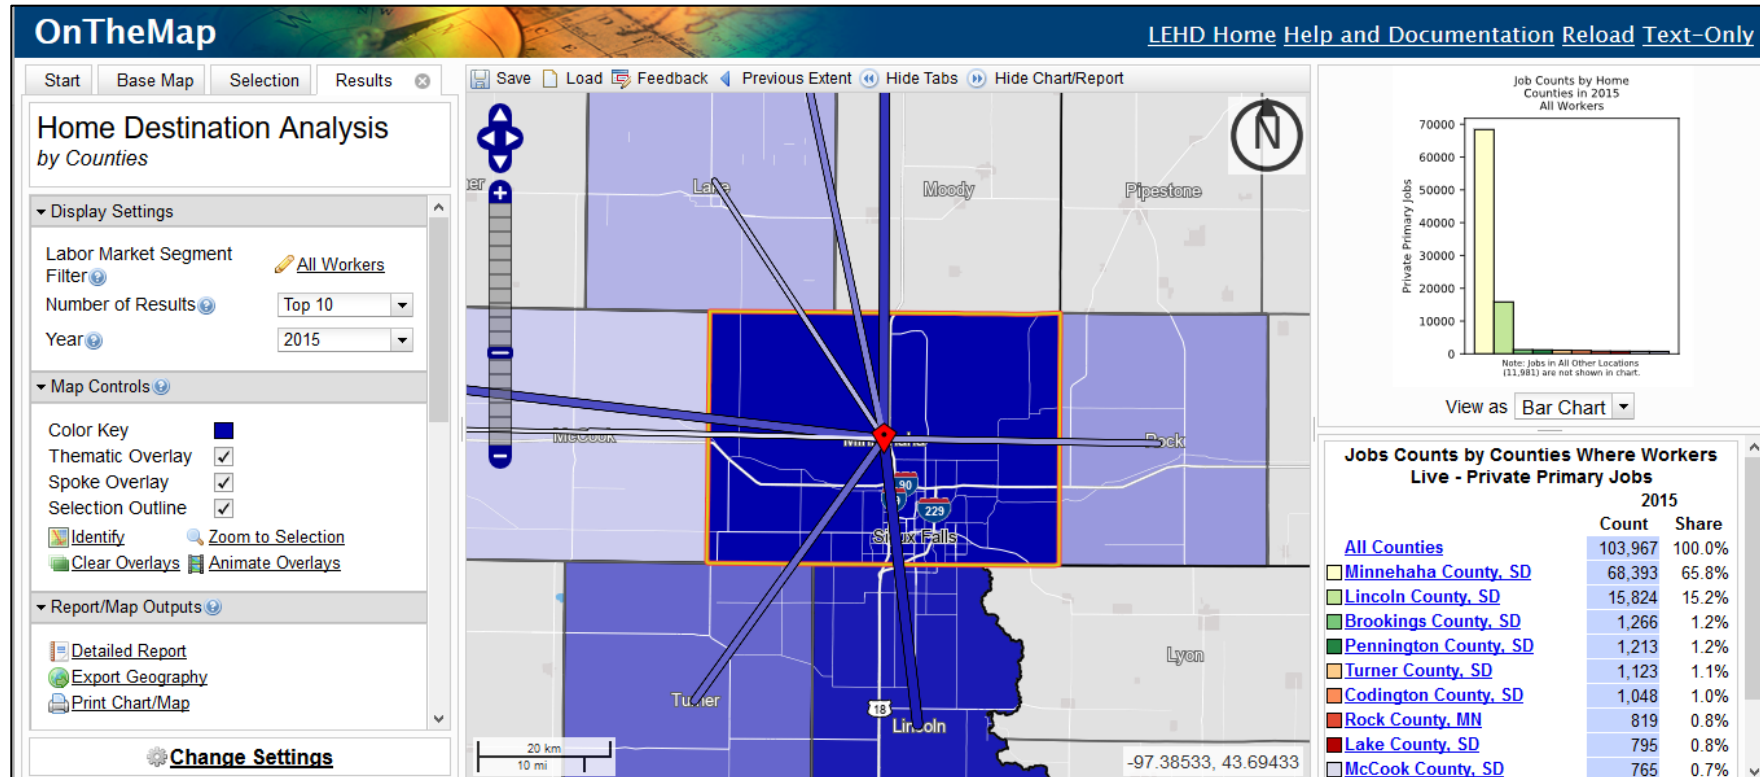 OnTheMap
LEHD Home Help and Documentation Reload Text-Only
Start Base Map Selection Results
Save Load Feedback Previous Extent Hide Tabs Hide Chart/Report
Home Destination Analysis
by Counties
Display Settings
Labor Market Segment
Filter All Workers
Number of Results Top 10
Year 2015
Map Controls
Color Key
Thematic Overlay
Spoke Overlay
Selection Outline
Identify Zoom to Selection
Clear Overlays Animate Overlays
Report/Map Outputs
Detailed Report
Export Geography
Print Chart/Map
Change Settings
N
Lake
Moody
Pipestone
McCook
Rock
90
229
Sioux Falls
Lyon
Turner
18
Lincoln
20 km
10 mi
-97.38533, 43.69433
Job Counts by Home
Counties in 2015
All Workers
Private Primary Jobs
70000
60000
50000
40000
30000
20000
10000
0
Note: Jobs in All Other Locations
(11,981) are not shown in chart.
View as Bar Chart
Jobs Counts by Counties Where Workers
Live - Private Primary Jobs
2015
Count Share
All Counties 103,967 100.0%
Minnehaha County, SD 68,393 65.8%
Lincoln County, SD 15,824 15.2%
Brookings County, SD 1,266 1.2%
Pennington County, SD 1,213 1.2%
Turner County, SD 1,123 1.1%
Codington County, SD 1,048 1.0%
Rock County, MN 819 0.8%
Lake County, SD 795 0.8%
McCook County, SD 765 0.7%